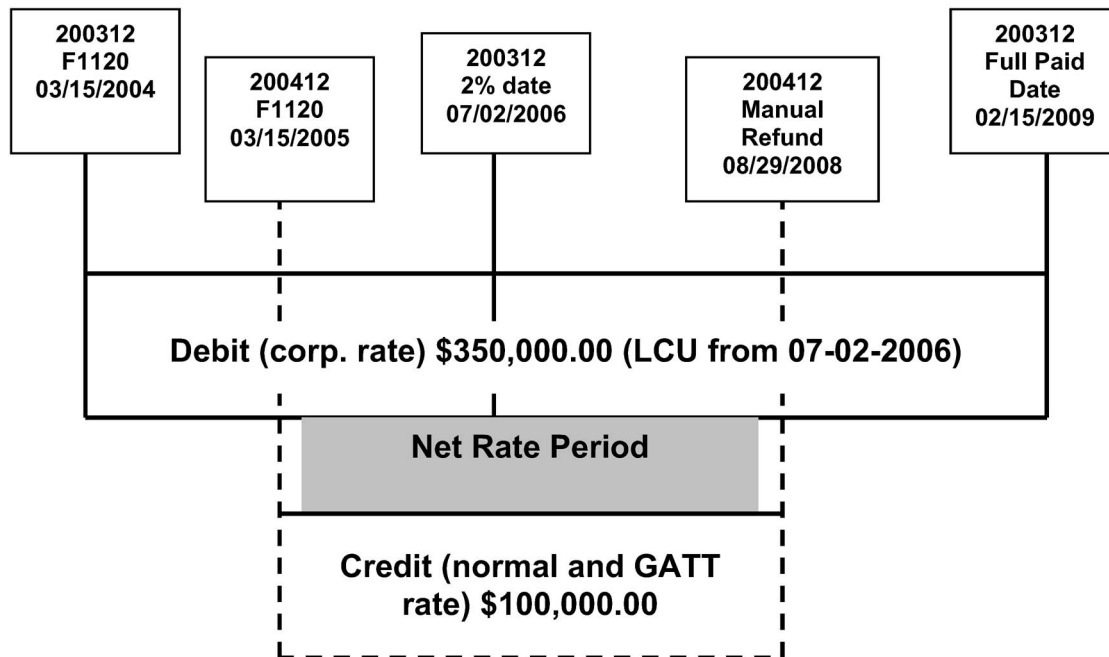 200312
F1120
03/15/2004
200412
F1120
03/15/2005
200312
2% date
07/02/2006
200412
Manual
Refund
08/29/2008
200312
Full Paid
Date
02/15/2009
Debit (corp. rate) $350,000.00 (LCU from 07-02-2006)
Net Rate Period
Credit (normal and GATT
rate) $100,000.00